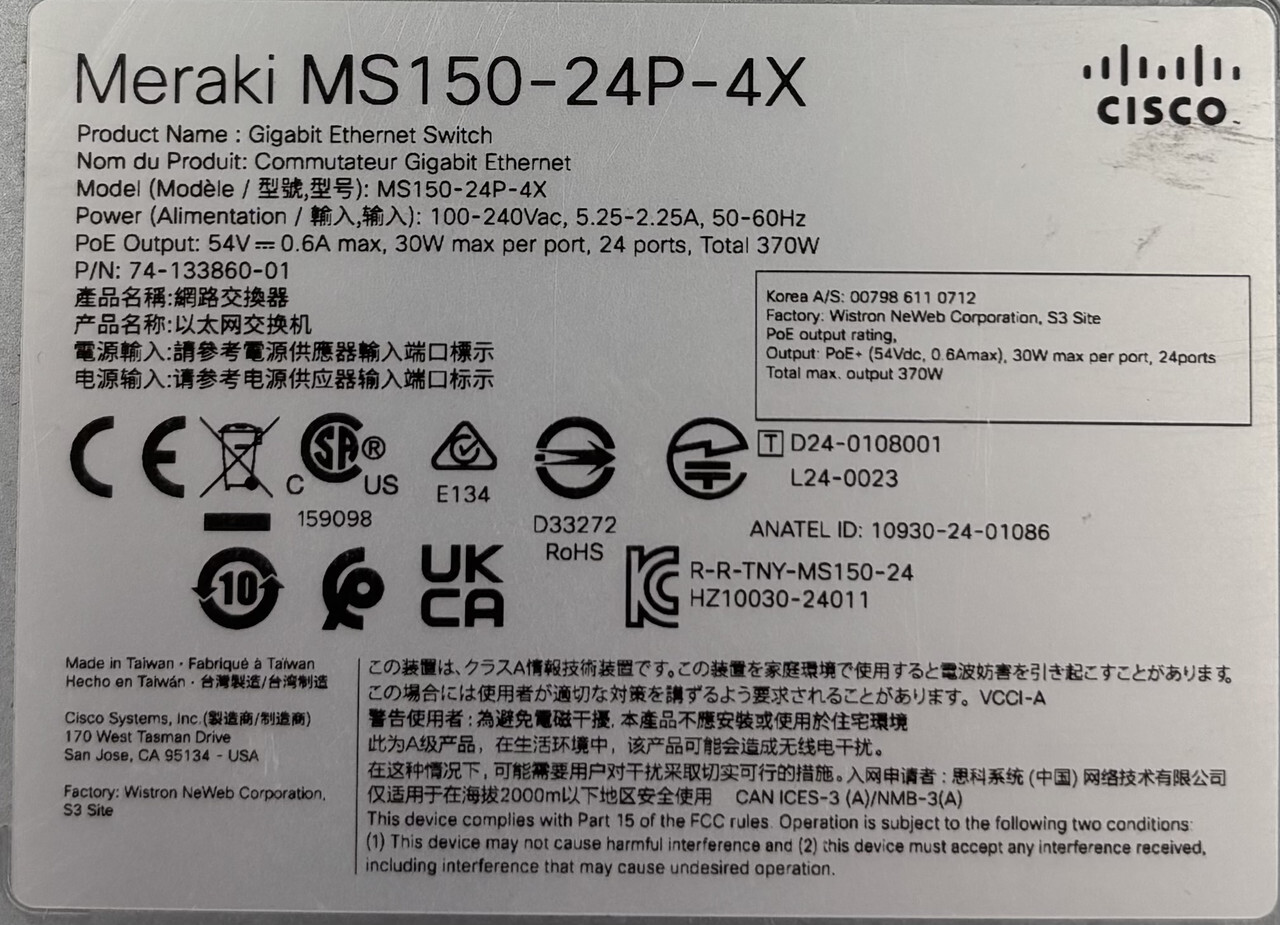 Meraki MS150-24P-4X
CISCO
Product Name : Gigabit Ethernet Switch
Nom du Produit: Commutateur Gigabit Ethernet
Model (Modèle / 型號,型号): MS150-24P-4X
Power (Alimentation / 輸入,输入): 100-240Vac, 5.25-2.25A, 50-60Hz
PoE Output: 54V⎓0.6A max, 30W max per port, 24 ports, Total 370W
P/N: 74-133860-01
產品名稱:網路交換器
产品名称:以太网交换机
電源輸入:請參考電源供應器輸入端口標示
电源输入:请参考电源供应器输入端口标示
Korea A/S: 00798 611 0712
Factory: Wistron NeWeb Corporation, S3 Site
PoE output rating,
Output: PoE+ (54Vdc, 0.6Amax), 30W max per port, 24ports
Total max. output 370W
CE
C SA® US
159098
E134
D33272
RoHS
T D24-0108001
L24-0023
ANATEL ID: 10930-24-01086
10
UK
CA
R-R-TNY-MS150-24
HZ10030-24011
Made in Taiwan · Fabriqué à Taïwan
Hecho en Taiwán · 台灣製造/台湾制造
Cisco Systems, Inc.(製造商/制造商)
170 West Tasman Drive
San Jose, CA 95134 - USA
Factory: Wistron NeWeb Corporation,
S3 Site
この装置は、クラスA情報技術装置です。この装置を家庭環境で使用すると電波妨害を引き起こすことがあります。
この場合には使用者が適切な対策を講ずるよう要求されることがあります。 VCCI-A
警告使用者：為避免電磁干擾, 本產品不應安裝或使用於住宅環境
此为A级产品，在生活环境中，该产品可能会造成无线电干扰。
在这种情况下, 可能需要用户对干扰采取切实可行的措施。入网申请者：思科系统 (中国) 网络技术有限公司
仅适用于在海拔2000m以下地区安全使用 CAN ICES-3 (A)/NMB-3(A)
This device complies with Part 15 of the FCC rules. Operation is subject to the following two conditions:
(1) This device may not cause harmful interference and (2) this device must accept any interference received,
including interference that may cause undesired operation.